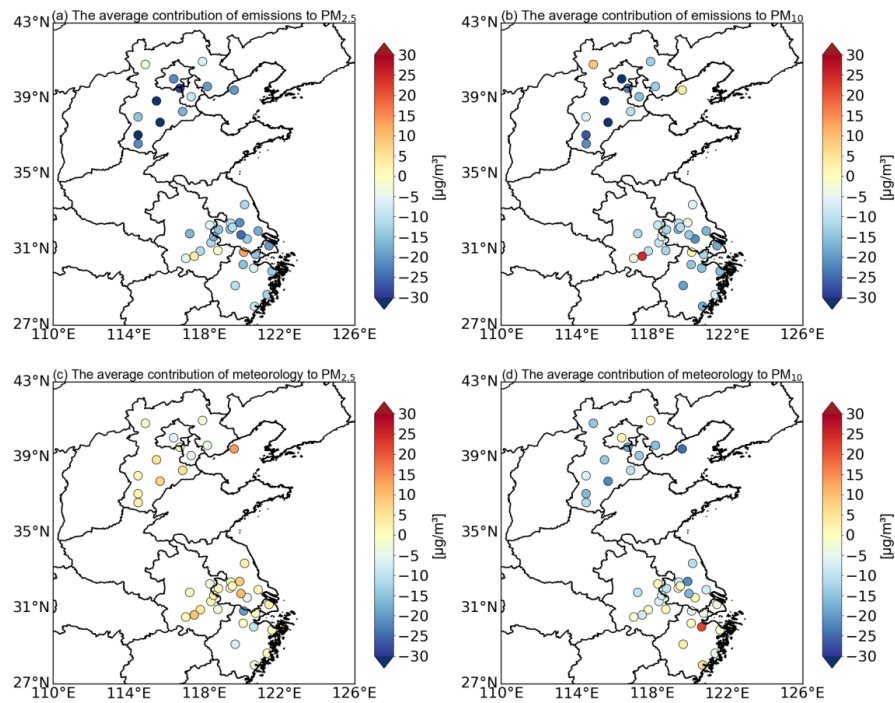 (a) The average contribution of emissions to PM2.5
43°N
39°N
35°N
31°N
27°N
110°E 114°E 118°E 122°E 126°E
30
25
20
15
10
5
0
−5
−10
−15
−20
−25
−30
[µg/m³]
(b) The average contribution of emissions to PM10
43°N
39°N
35°N
31°N
27°N
110°E 114°E 118°E 122°E 126°E
30
25
20
15
10
5
0
−5
−10
−15
−20
−25
−30
[µg/m³]
(c) The average contribution of meteorology to PM2.5
43°N
39°N
35°N
31°N
27°N
110°E 114°E 118°E 122°E 126°E
30
25
20
15
10
5
0
−5
−10
−15
−20
−25
−30
[µg/m³]
(d) The average contribution of meteorology to PM10
43°N
39°N
35°N
31°N
27°N
110°E 114°E 118°E 122°E 126°E
30
25
20
15
10
5
0
−5
−10
−15
−20
−25
−30
[µg/m³]